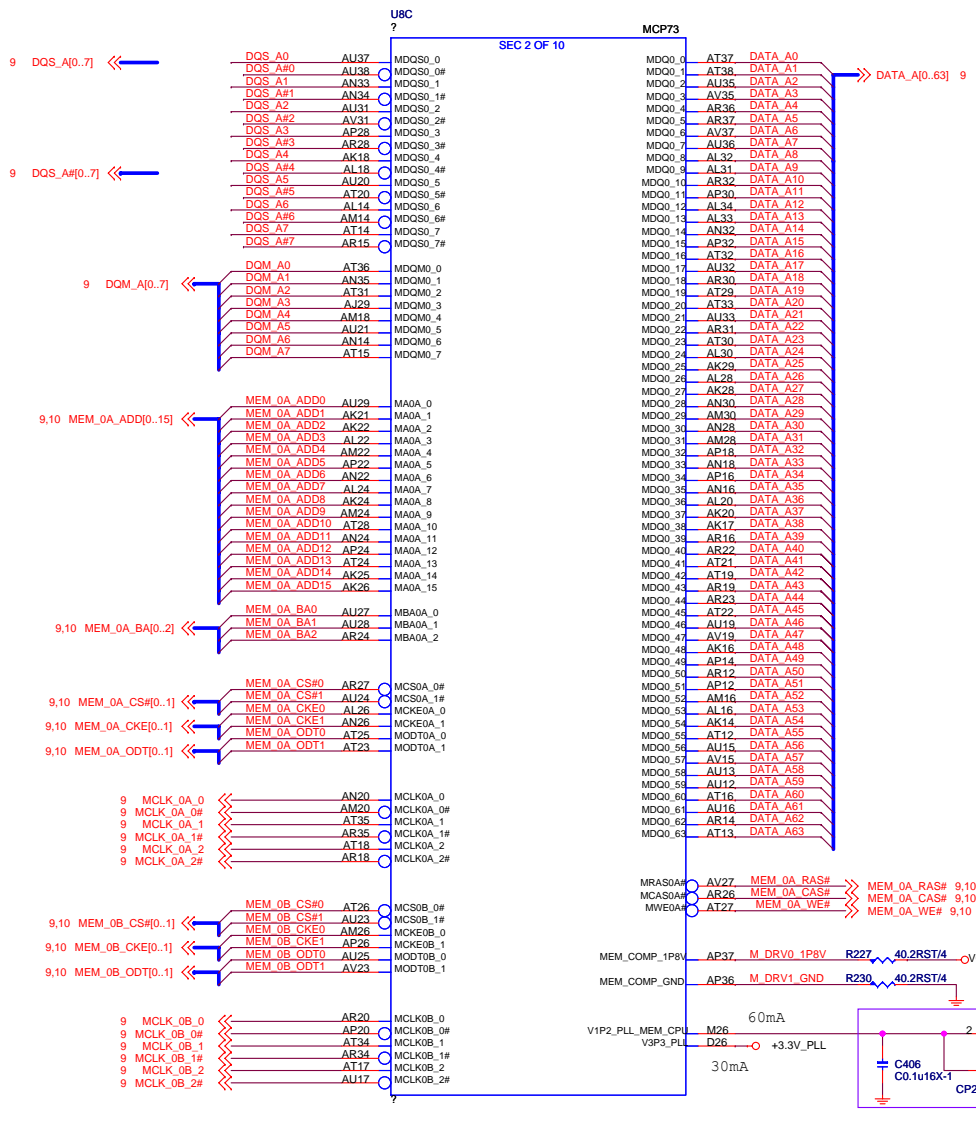 U8C
?
MCP73
SEC 2 OF 10
9 DQS_A[0..7]
9 DQS_A#[0..7]
DQS_A0 AU37 MDQS0_0
DQS_A#0 AU38 MDQS0_0#
DQS_A1 AN33 MDQS0_1
DQS_A#1 AN34 MDQS0_1#
DQS_A2 AU31 MDQS0_2
DQS_A#2 AV31 MDQS0_2#
DQS_A3 AP28 MDQS0_3
DQS_A#3 AR28 MDQS0_3#
DQS_A4 AK18 MDQS0_4
DQS_A#4 AL18 MDQS0_4#
DQS_A5 AU20 MDQS0_5
DQS_A#5 AT20 MDQS0_5#
DQS_A6 AL14 MDQS0_6
DQS_A#6 AM14 MDQS0_6#
DQS_A7 AT14 MDQS0_7
DQS_A#7 AR15 MDQS0_7#
9 DQM_A[0..7]
DQM_A0 AT36 MDQM0_0
DQM_A1 AN35 MDQM0_1
DQM_A2 AT31 MDQM0_2
DQM_A3 AJ29 MDQM0_3
DQM_A4 AM18 MDQM0_4
DQM_A5 AU21 MDQM0_5
DQM_A6 AN14 MDQM0_6
DQM_A7 AT15 MDQM0_7
9,10 MEM_0A_ADD[0..15]
MEM_0A_ADD0 AU29 MA0A_0
MEM_0A_ADD1 AK21 MA0A_1
MEM_0A_ADD2 AK22 MA0A_2
MEM_0A_ADD3 AL22 MA0A_3
MEM_0A_ADD4 AM22 MA0A_4
MEM_0A_ADD5 AP22 MA0A_5
MEM_0A_ADD6 AN22 MA0A_6
MEM_0A_ADD7 AL24 MA0A_7
MEM_0A_ADD8 AK24 MA0A_8
MEM_0A_ADD9 AM24 MA0A_9
MEM_0A_ADD10 AT28 MA0A_10
MEM_0A_ADD11 AN24 MA0A_11
MEM_0A_ADD12 AP24 MA0A_12
MEM_0A_ADD13 AT24 MA0A_13
MEM_0A_ADD14 AK25 MA0A_14
MEM_0A_ADD15 AK26 MA0A_15
9,10 MEM_0A_BA[0..2]
MEM_0A_BA0 AU27 MBA0A_0
MEM_0A_BA1 AU28 MBA0A_1
MEM_0A_BA2 AR24 MBA0A_2
9,10 MEM_0A_CS#[0..1]
9,10 MEM_0A_CKE[0..1]
9,10 MEM_0A_ODT[0..1]
MEM_0A_CS#0 AR27 MCS0A_0#
MEM_0A_CS#1 AU24 MCS0A_1#
MEM_0A_CKE0 AL26 MCKE0A_0
MEM_0A_CKE1 AN26 MCKE0A_1
MEM_0A_ODT0 AT25 MODT0A_0
MEM_0A_ODT1 AT23 MODT0A_1
9 MCLK_0A_0 AN20 MCLK0A_0
9 MCLK_0A_0# AM20 MCLK0A_0#
9 MCLK_0A_1 AT35 MCLK0A_1
9 MCLK_0A_1# AR35 MCLK0A_1#
9 MCLK_0A_2 AT18 MCLK0A_2
9 MCLK_0A_2# AR18 MCLK0A_2#
9,10 MEM_0B_CS#[0..1]
9,10 MEM_0B_CKE[0..1]
9,10 MEM_0B_ODT[0..1]
MEM_0B_CS#0 AT26 MCS0B_0#
MEM_0B_CS#1 AU23 MCS0B_1#
MEM_0B_CKE0 AM26 MCKE0B_0
MEM_0B_CKE1 AP26 MCKE0B_1
MEM_0B_ODT0 AU25 MODT0B_0
MEM_0B_ODT1 AV23 MODT0B_1
9 MCLK_0B_0 AR20 MCLK0B_0
9 MCLK_0B_0# AP20 MCLK0B_0#
9 MCLK_0B_1 AT34 MCLK0B_1
9 MCLK_0B_1# AR34 MCLK0B_1#
9 MCLK_0B_2 AT17 MCLK0B_2
9 MCLK_0B_2# AU17 MCLK0B_2#
?
MDQ0_0 AT37 DATA_A0
MDQ0_1 AT38 DATA_A1
MDQ0_2 AU35 DATA_A2
MDQ0_3 AV35 DATA_A3
MDQ0_4 AR36 DATA_A4
MDQ0_5 AR37 DATA_A5
MDQ0_6 AV37 DATA_A6
MDQ0_7 AU36 DATA_A7
MDQ0_8 AL32 DATA_A8
MDQ0_9 AL31 DATA_A9
MDQ0_10 AR32 DATA_A10
MDQ0_11 AP30 DATA_A11
MDQ0_12 AL34 DATA_A12
MDQ0_13 AL33 DATA_A13
MDQ0_14 AN32 DATA_A14
MDQ0_15 AP32 DATA_A15
MDQ0_16 AT32 DATA_A16
MDQ0_17 AU32 DATA_A17
MDQ0_18 AR30 DATA_A18
MDQ0_19 AT29 DATA_A19
MDQ0_20 AT33 DATA_A20
MDQ0_21 AU33 DATA_A21
MDQ0_22 AR31 DATA_A22
MDQ0_23 AT30 DATA_A23
MDQ0_24 AL30 DATA_A24
MDQ0_25 AK29 DATA_A25
MDQ0_26 AL28 DATA_A26
MDQ0_27 AK28 DATA_A27
MDQ0_28 AN30 DATA_A28
MDQ0_29 AM30 DATA_A29
MDQ0_30 AN28 DATA_A30
MDQ0_31 AM28 DATA_A31
MDQ0_32 AP18 DATA_A32
MDQ0_33 AN18 DATA_A33
MDQ0_34 AP16 DATA_A34
MDQ0_35 AN16 DATA_A35
MDQ0_36 AL20 DATA_A36
MDQ0_37 AK20 DATA_A37
MDQ0_38 AK17 DATA_A38
MDQ0_39 AR16 DATA_A39
MDQ0_40 AR22 DATA_A40
MDQ0_41 AT21 DATA_A41
MDQ0_42 AT19 DATA_A42
MDQ0_43 AR19 DATA_A43
MDQ0_44 AR23 DATA_A44
MDQ0_45 AT22 DATA_A45
MDQ0_46 AU19 DATA_A46
MDQ0_47 AV19 DATA_A47
MDQ0_48 AK16 DATA_A48
MDQ0_49 AP14 DATA_A49
MDQ0_50 AR12 DATA_A50
MDQ0_51 AP12 DATA_A51
MDQ0_52 AM16 DATA_A52
MDQ0_53 AL16 DATA_A53
MDQ0_54 AK14 DATA_A54
MDQ0_55 AT12 DATA_A55
MDQ0_56 AU15 DATA_A56
MDQ0_57 AV15 DATA_A57
MDQ0_58 AU13 DATA_A58
MDQ0_59 AU12 DATA_A59
MDQ0_60 AT16 DATA_A60
MDQ0_61 AU16 DATA_A61
MDQ0_62 AR14 DATA_A62
MDQ0_63 AT13 DATA_A63
DATA_A[0..63] 9
MRAS0A# AV27 MEM_0A_RAS# MEM_0A_RAS# 9,10
MCAS0A# AR26 MEM_0A_CAS# MEM_0A_CAS# 9,10
MWE0A# AT27 MEM_0A_WE# MEM_0A_WE# 9,10
MEM_COMP_1P8V AP37 M_DRV0_1P8V R227 40.2RST/4 V
MEM_COMP_GND AP36 M_DRV1_GND R230 40.2RST/4
60mA
V1P2_PLL_MEM_CPU M26 2
V3P3_PLL D26 +3.3V_PLL
30mA
C406
C0.1u16X-1
CP2